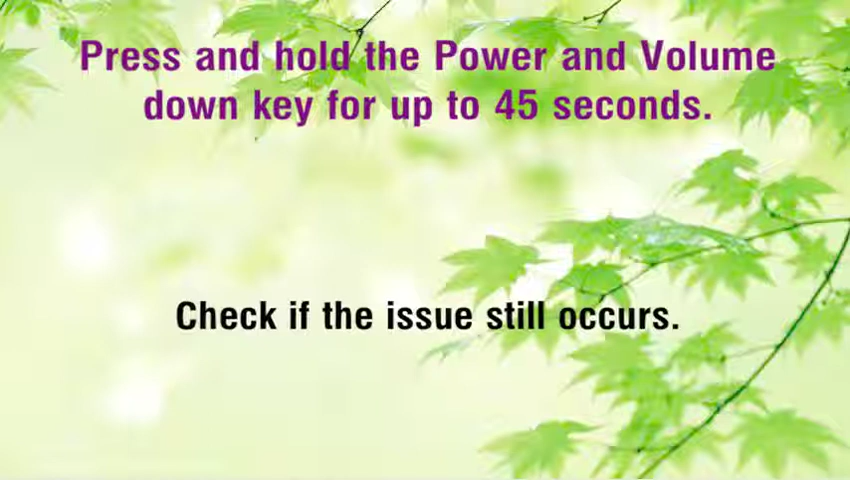 Press and hold the Power and Volume
down key for up to 45 seconds.
Check if the issue still occurs.